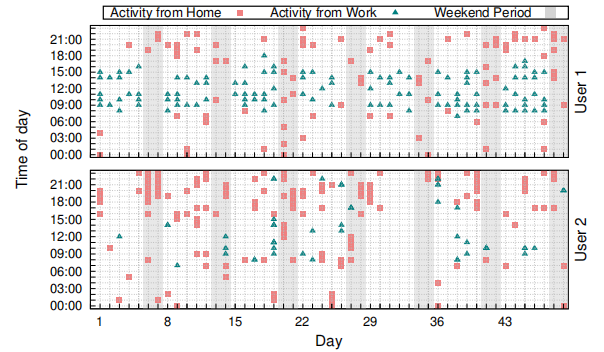 Activity from Home Activity from Work Weekend Period
Time of day
21:00
18:00
15:00
12:00
09:00
06:00
03:00
00:00
User 1
21:00
18:00
15:00
12:00
09:00
06:00
03:00
00:00
User 2
1 8 15 22 29 36 43
Day